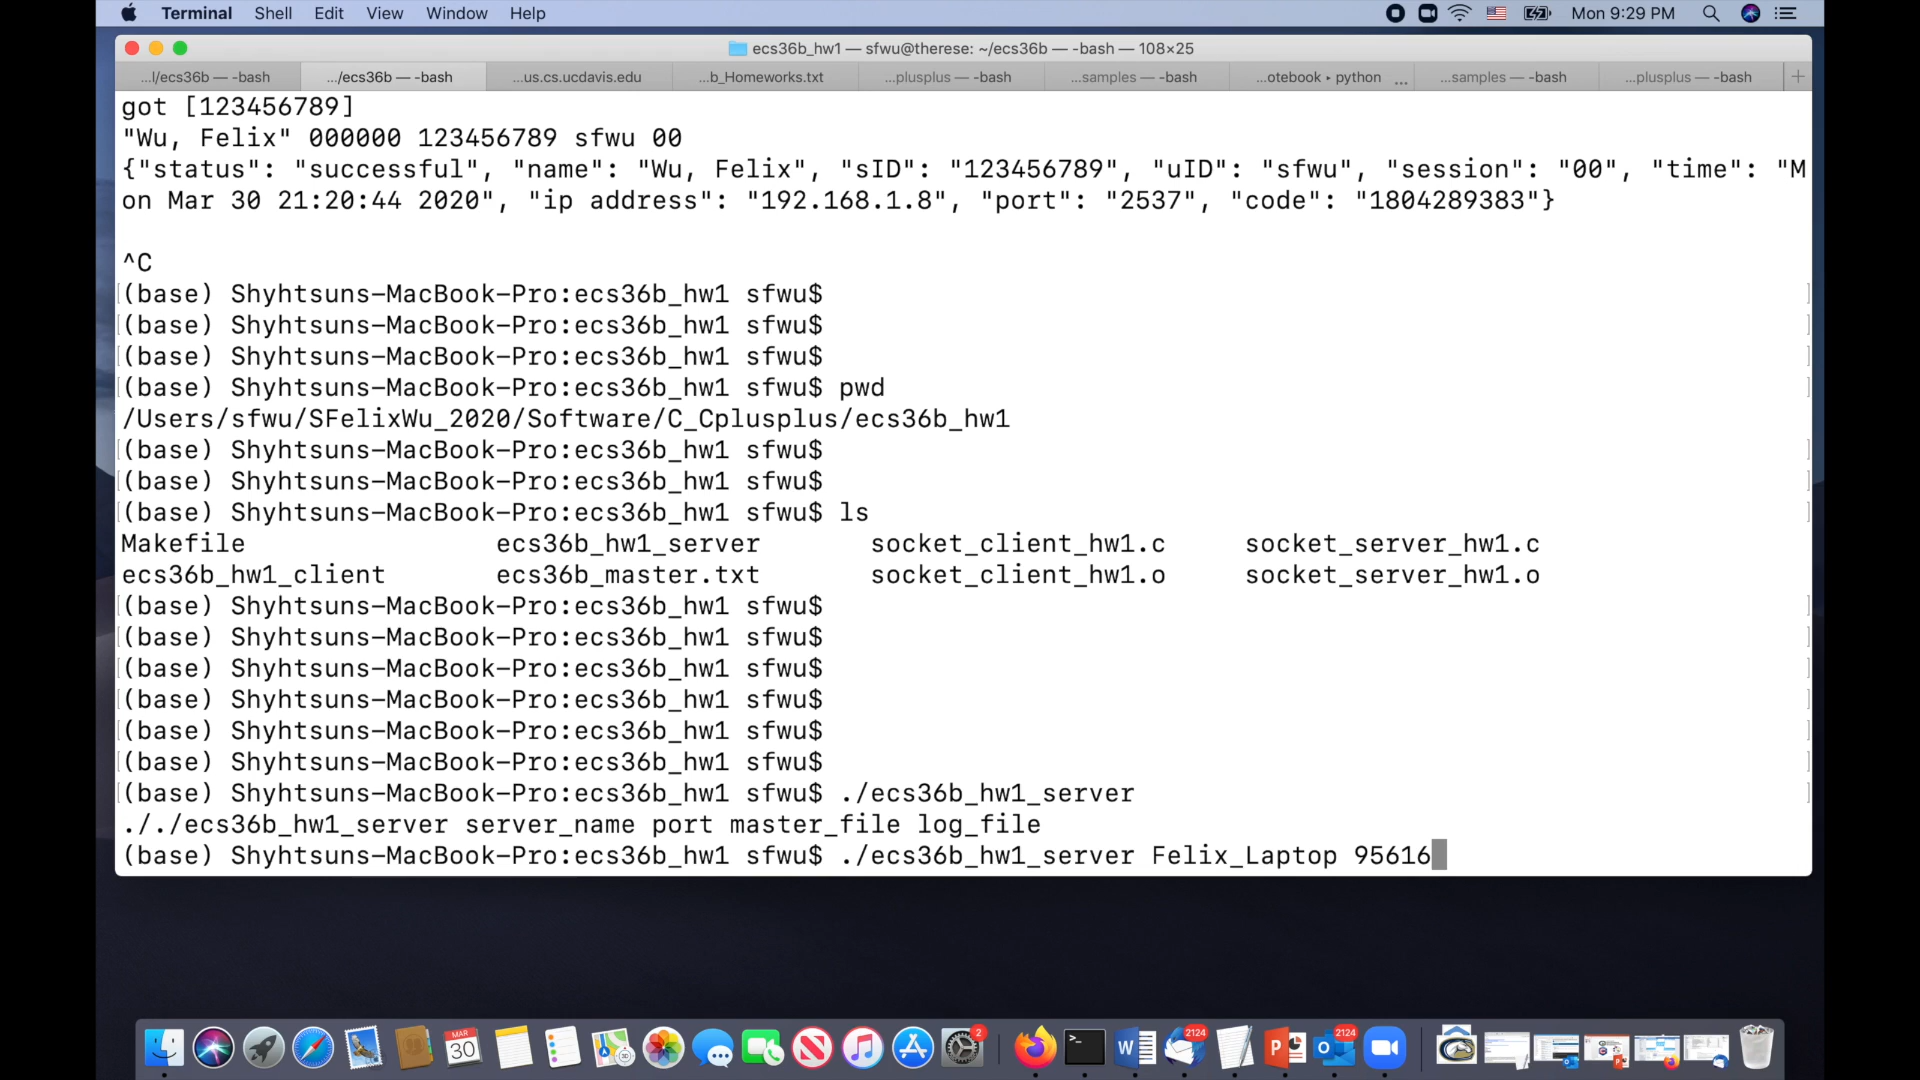 Terminal Shell Edit View Window Help Mon 9:29 PM
ecs36b_hw1 — sfwu@therese: ~/ecs36b — -bash — 108×25
...l/ecs36b — -bash .../ecs36b — -bash ...us.cs.ucdavis.edu ...b_Homeworks.txt ...plusplus — -bash ...samples — -bash ...otebook ▸ python ... ...samples — -bash ...plusplus — -bash +
got [123456789]
"Wu, Felix" 000000 123456789 sfwu 00
{"status": "successful", "name": "Wu, Felix", "sID": "123456789", "uID": "sfwu", "session": "00", "time": "M
on Mar 30 21:20:44 2020", "ip address": "192.168.1.8", "port": "2537", "code": "1804289383"}
^C
[(base) Shyhtsuns-MacBook-Pro:ecs36b_hw1 sfwu$ ]
[(base) Shyhtsuns-MacBook-Pro:ecs36b_hw1 sfwu$ ]
[(base) Shyhtsuns-MacBook-Pro:ecs36b_hw1 sfwu$ ]
[(base) Shyhtsuns-MacBook-Pro:ecs36b_hw1 sfwu$ pwd ]
/Users/sfwu/SFelixWu_2020/Software/C_Cplusplus/ecs36b_hw1
[(base) Shyhtsuns-MacBook-Pro:ecs36b_hw1 sfwu$ ]
[(base) Shyhtsuns-MacBook-Pro:ecs36b_hw1 sfwu$ ]
[(base) Shyhtsuns-MacBook-Pro:ecs36b_hw1 sfwu$ ls ]
Makefile ecs36b_hw1_server socket_client_hw1.c socket_server_hw1.c
ecs36b_hw1_client ecs36b_master.txt socket_client_hw1.o socket_server_hw1.o
[(base) Shyhtsuns-MacBook-Pro:ecs36b_hw1 sfwu$ ]
[(base) Shyhtsuns-MacBook-Pro:ecs36b_hw1 sfwu$ ]
[(base) Shyhtsuns-MacBook-Pro:ecs36b_hw1 sfwu$ ]
[(base) Shyhtsuns-MacBook-Pro:ecs36b_hw1 sfwu$ ]
[(base) Shyhtsuns-MacBook-Pro:ecs36b_hw1 sfwu$ ]
[(base) Shyhtsuns-MacBook-Pro:ecs36b_hw1 sfwu$ ]
[(base) Shyhtsuns-MacBook-Pro:ecs36b_hw1 sfwu$ ./ecs36b_hw1_server ]
././ecs36b_hw1_server server_name port master_file log_file
(base) Shyhtsuns-MacBook-Pro:ecs36b_hw1 sfwu$ ./ecs36b_hw1_server Felix_Laptop 95616
MAR
30 3D 2 >_ W 2124 P O 2124